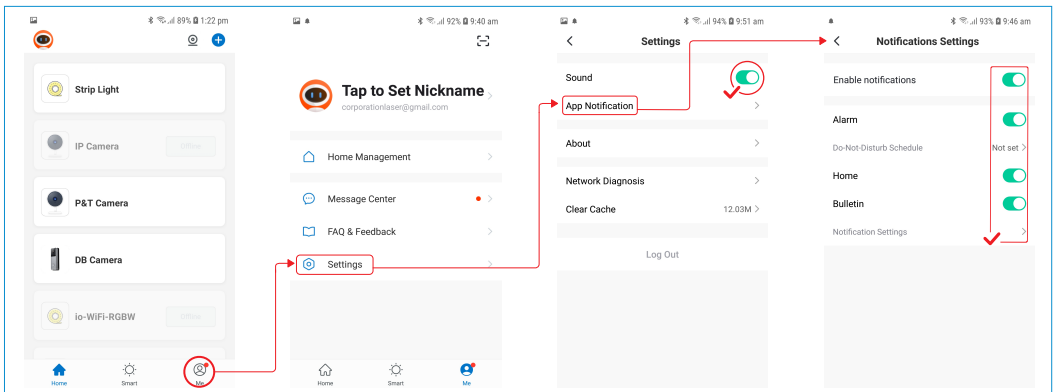 89% 1:22 pm
Strip Light
IP Camera
Offline
P&T Camera
DB Camera
io-WiFi-RGBW
Offline
Home
Smart
Me
92% 9:40 am
Tap to Set Nickname
corporationlaser@gmail.com
Home Management
Message Center
FAQ & Feedback
Settings
Home
Smart
Me
94% 9:51 am
Settings
Sound
App Notification
About
Network Diagnosis
Clear Cache 12.03M
Log Out
93% 9:46 am
Notifications Settings
Enable notifications
Alarm
Do-Not-Disturb Schedule Not set
Home
Bulletin
Notification Settings